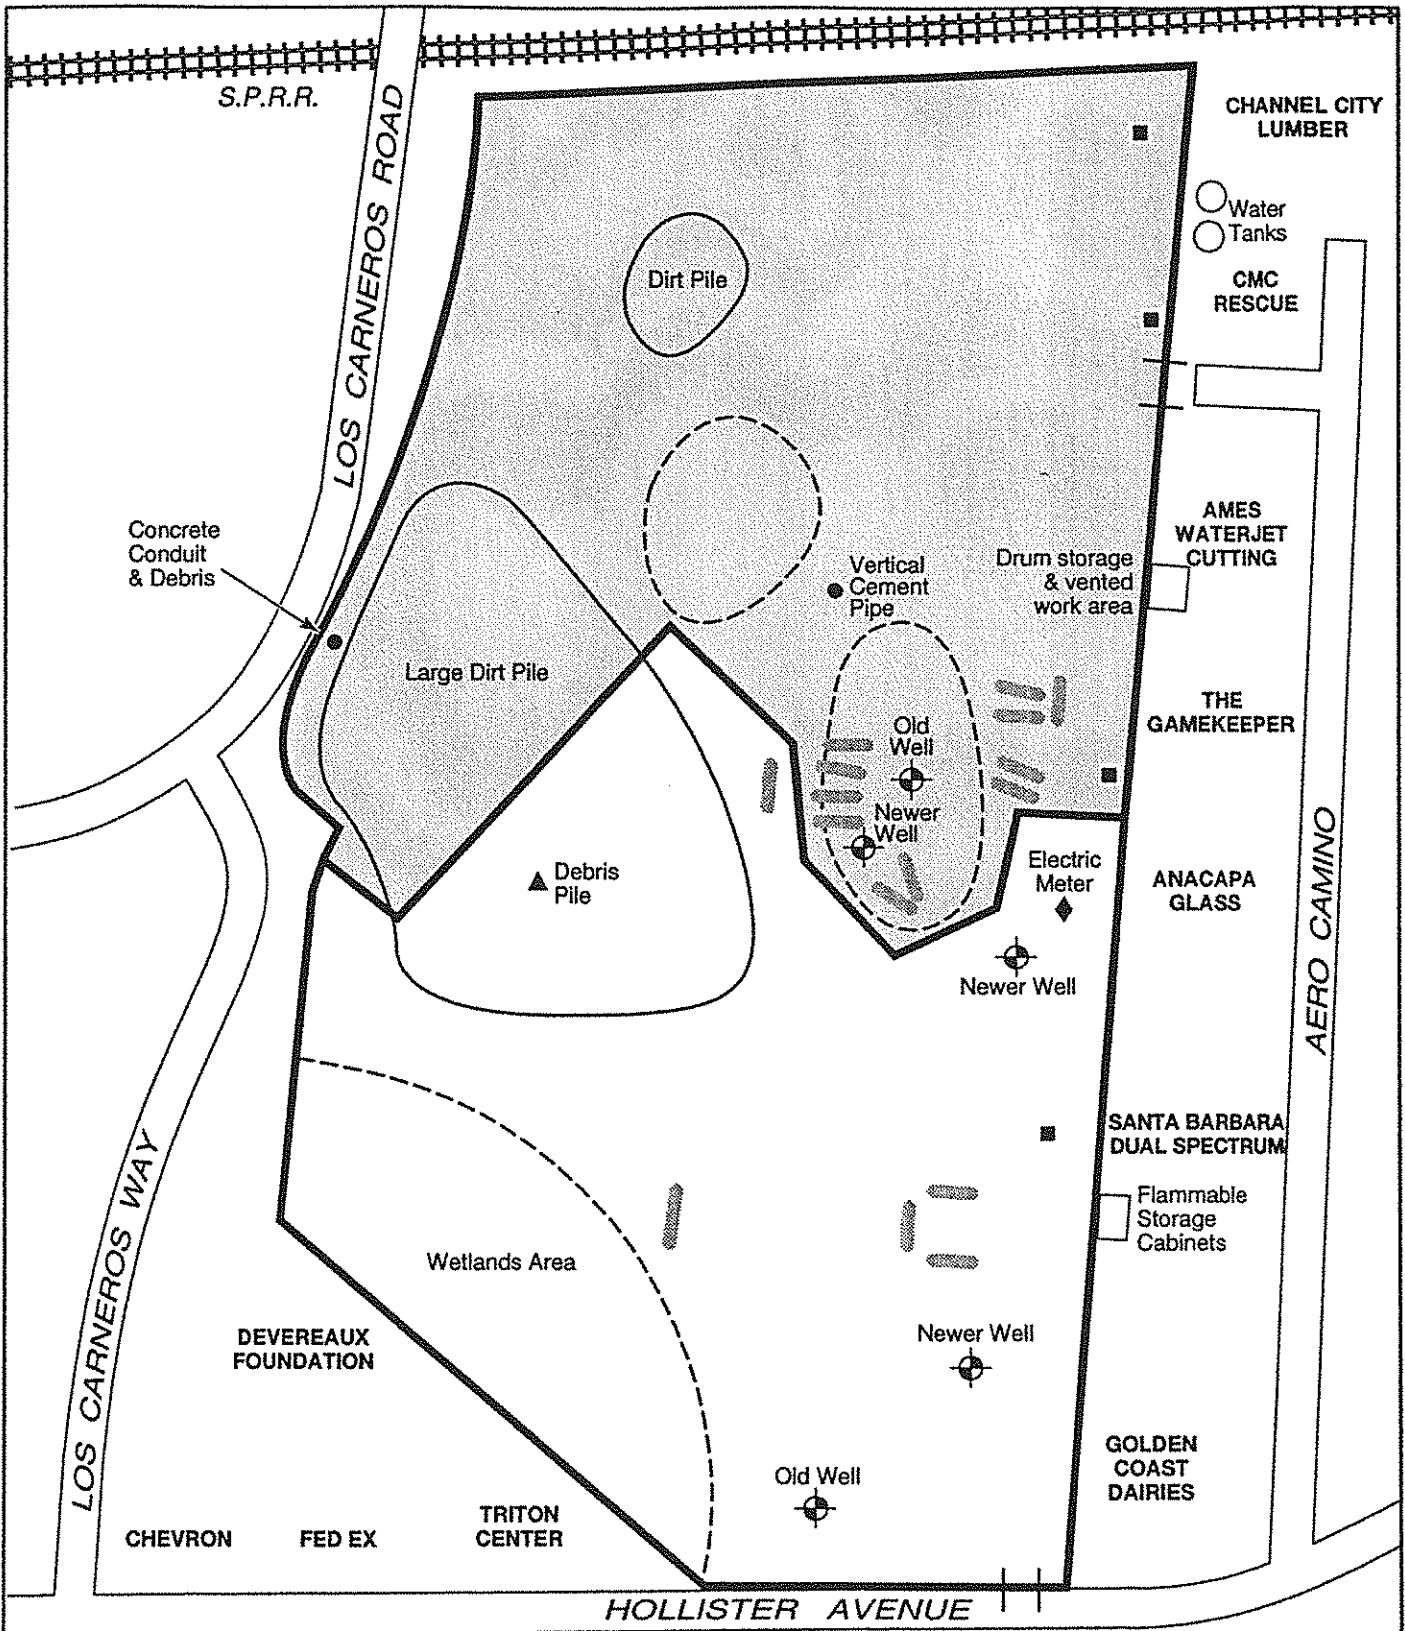 S.P.R.R.
LOS CARNEROS ROAD
CHANNEL CITY
LUMBER
Water
Tanks
Dirt Pile
CMC
RESCUE
Concrete
Conduit
& Debris
AMES
WATERJET
CUTTING
Drum storage
& vented
work area
Vertical
Cement
Pipe
Large Dirt Pile
THE
GAMEKEEPER
Old
Well
Newer
Well
Electric
Meter
Debris
Pile
ANACAPA
GLASS
AERO CAMINO
Newer Well
SANTA BARBARA
DUAL SPECTRUM
Flammable
Storage
Cabinets
LOS CARNEROS WAY
Wetlands Area
DEVEREAUX
FOUNDATION
Newer Well
GOLDEN
COAST
DAIRIES
Old Well
CHEVRON
FED EX
TRITON
CENTER
HOLLISTER AVENUE